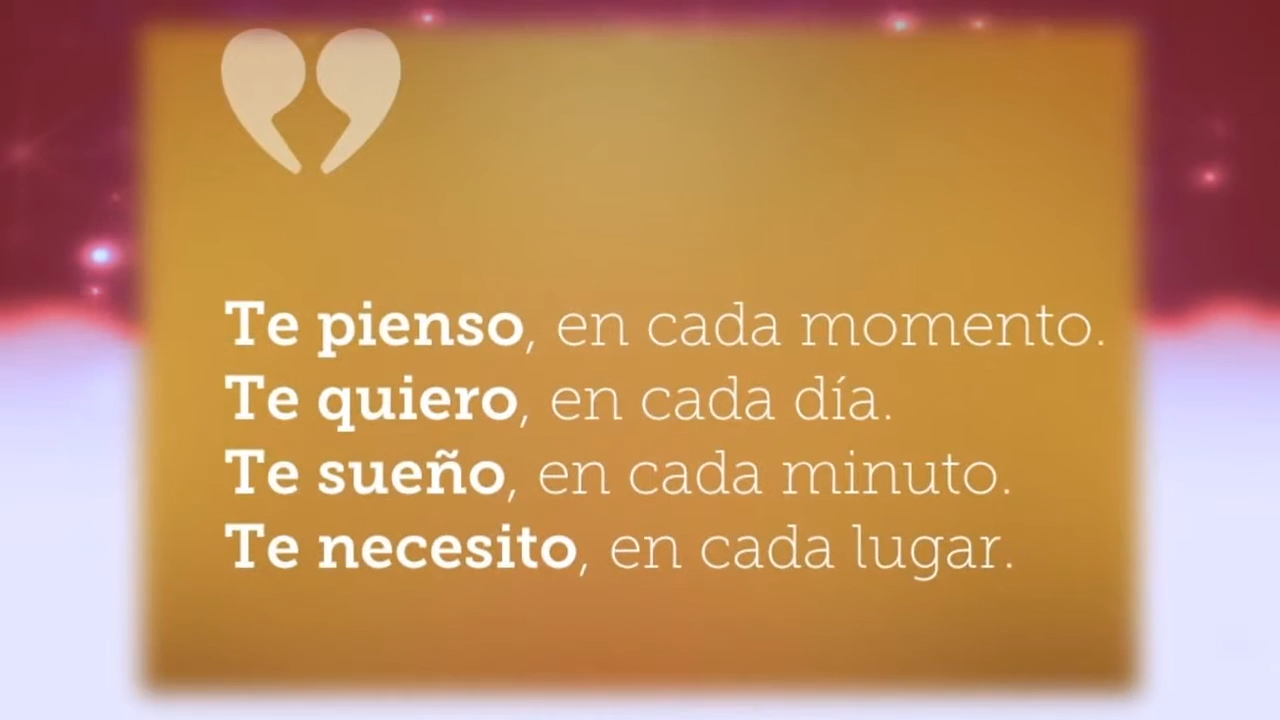 Te pienso, en cada momento.
Te quiero, en cada día.
Te sueño, en cada minuto.
Te necesito, en cada lugar.